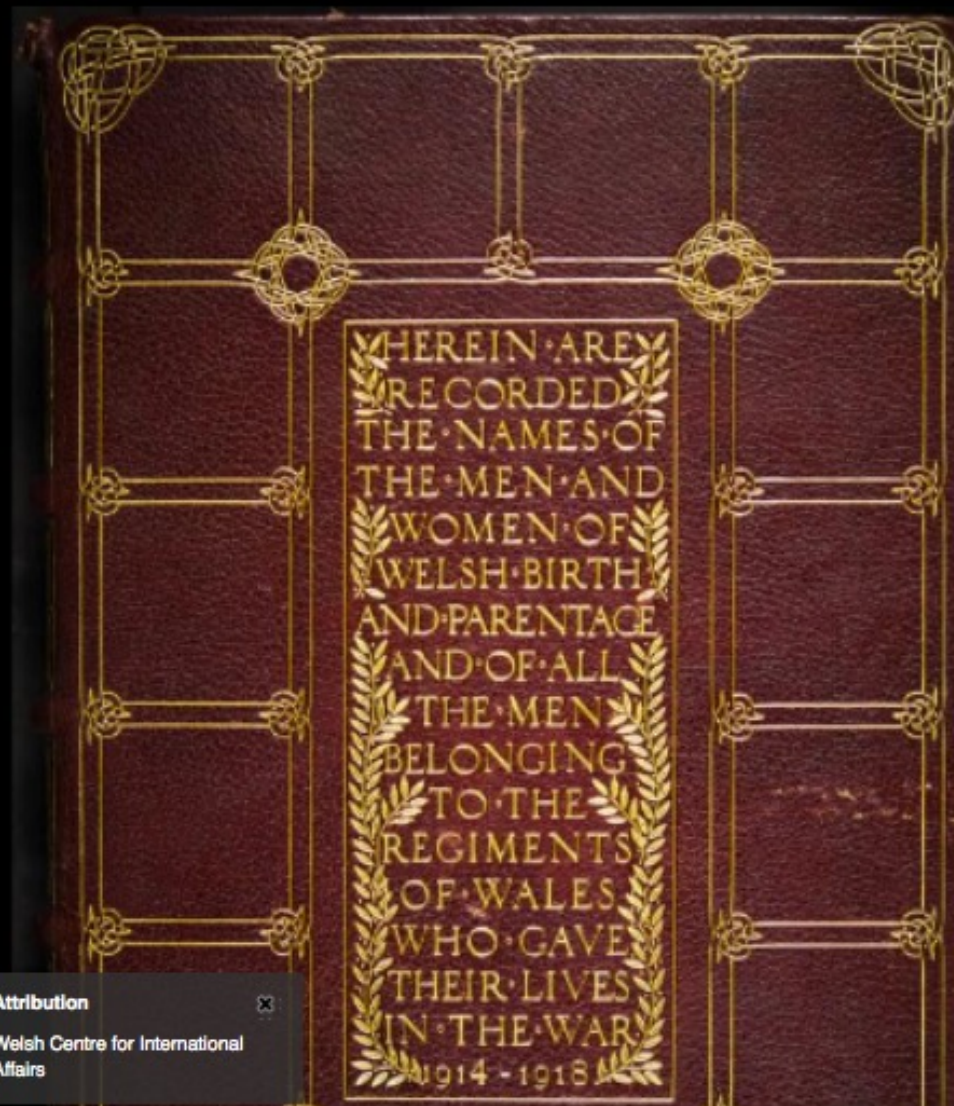 HEREIN·ARE
RECORDED
THE·NAMES·OF
THE·MEN·AND
WOMEN·OF
WELSH·BIRTH
AND·PARENTAGE
AND·OF·ALL
THE·MEN
BELONGING
TO·THE
REGIMENTS
OF·WALES
WHO·GAVE
THEIR·LIVES
IN·THE·WAR
1914-1918
Attribution
Welsh Centre for International
Affairs